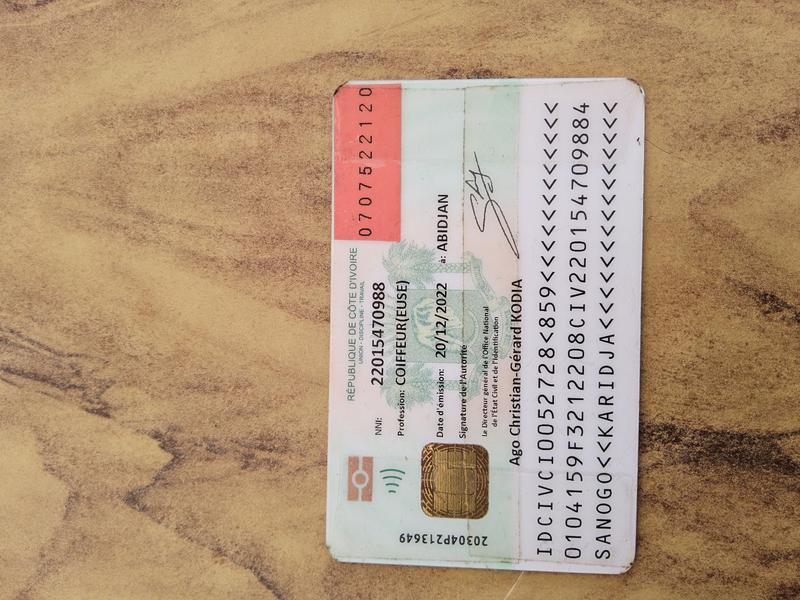 RÉPUBLIQUE DE CÔTE D'IVOIRE
UNION - DISCIPLINE - TRAVAIL
0707522120
NNI: 22015470988
Profession: COIFFEUR(EUSE)
Date d'émission: 20/12/2022 à: ABIDJAN
Signature de l'Autorité
Le Directeur général de l'Office National
de l'État Civil et de l'Identification
Ago Christian-Gérard KODIA
20304P213649
IDCIVCI0052728<859<<<<<<<<<<<<
0104159F3212208CIV220154709884
SANOGO<<KARIDJA<<<<<<<<<<<<<<<